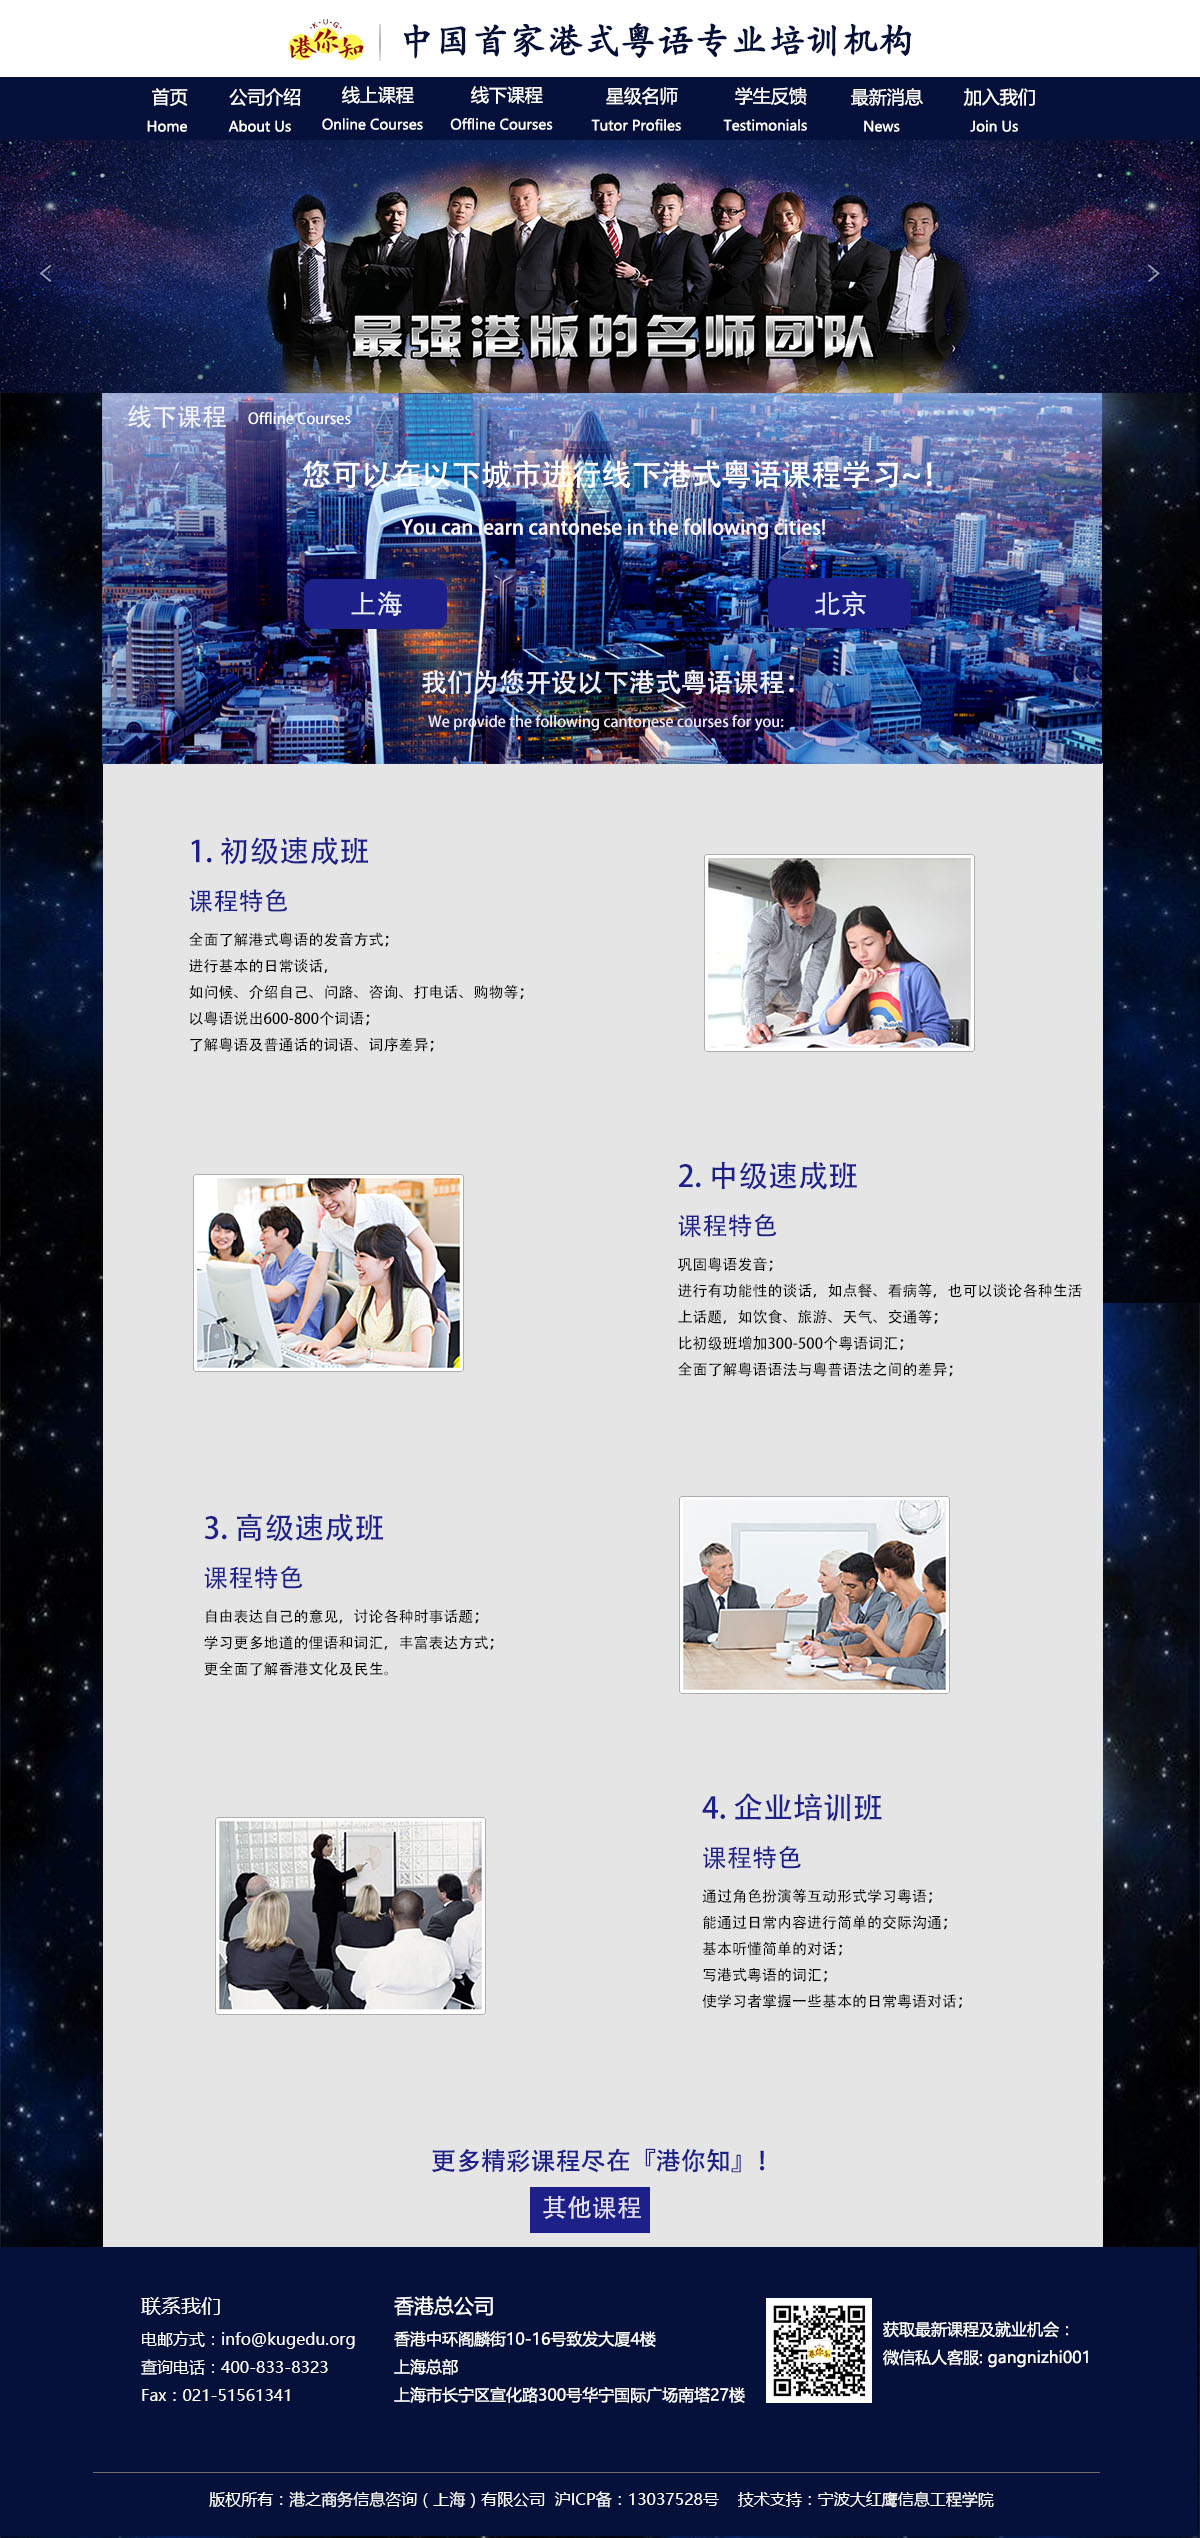 K·U·G
港你知
中国首家港式粤语专业培训机构
首页 公司介绍 线上课程 线下课程 星级名师 学生反馈 最新消息 加入我们
Home About Us Online Courses Offline Courses Tutor Profiles Testimonials News Join Us
最强港版的名师团队
线下课程 Offline Courses
您可以在以下城市进行线下港式粤语课程学习~！
You can learn cantonese in the following cities!
上海 北京
我们为您开设以下港式粤语课程：
We provide the following cantonese courses for you:
1. 初级速成班
课程特色
全面了解港式粤语的发音方式；
进行基本的日常谈话，
如问候、介绍自己、问路、咨询、打电话、购物等；
以粤语说出600-800个词语；
了解粤语及普通话的词语、词序差异；
2. 中级速成班
课程特色
巩固粤语发音；
进行有功能性的谈话，如点餐、看病等，也可以谈论各种生活
上话题，如饮食、旅游、天气、交通等；
比初级班增加300-500个粤语词汇；
全面了解粤语语法与粤普语法之间的差异；
3. 高级速成班
课程特色
自由表达自己的意见，讨论各种时事话题；
学习更多地道的俚语和词汇，丰富表达方式；
更全面了解香港文化及民生。
4. 企业培训班
课程特色
通过角色扮演等互动形式学习粤语；
能通过日常内容进行简单的交际沟通；
基本听懂简单的对话；
写港式粤语的词汇；
使学习者掌握一些基本的日常粤语对话；
更多精彩课程尽在『港你知』！
其他课程
联系我们
电邮方式：info@kugedu.org
查询电话：400-833-8323
Fax：021-51561341
香港总公司
香港中环阁麟街10-16号致发大厦4楼
上海总部
上海市长宁区宣化路300号华宁国际广场南塔27楼
港你知
获取最新课程及就业机会：
微信私人客服: gangnizhi001
版权所有：港之商务信息咨询（上海）有限公司 沪ICP备：13037528号 技术支持：宁波大红鹰信息工程学院